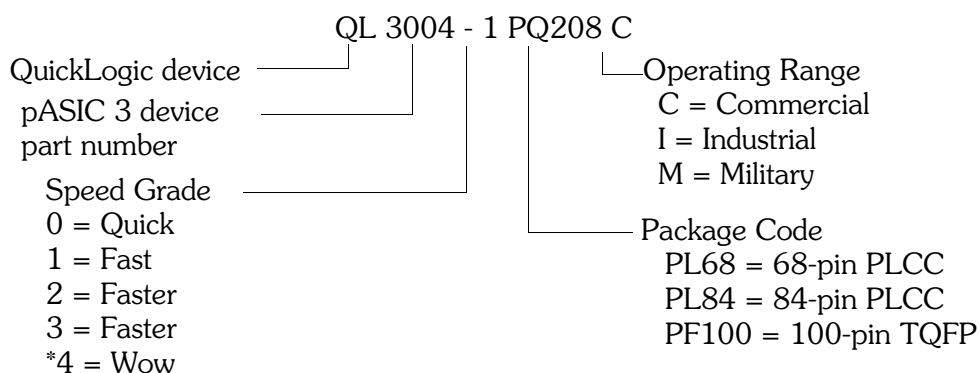 QL 3004 - 1 PQ208 C
QuickLogic device
pASIC 3 device
part number
Speed Grade
0 = Quick
1 = Fast
2 = Faster
3 = Faster
*4 = Wow
Operating Range
C = Commercial
I = Industrial
M = Military
Package Code
PL68 = 68-pin PLCC
PL84 = 84-pin PLCC
PF100 = 100-pin TQFP